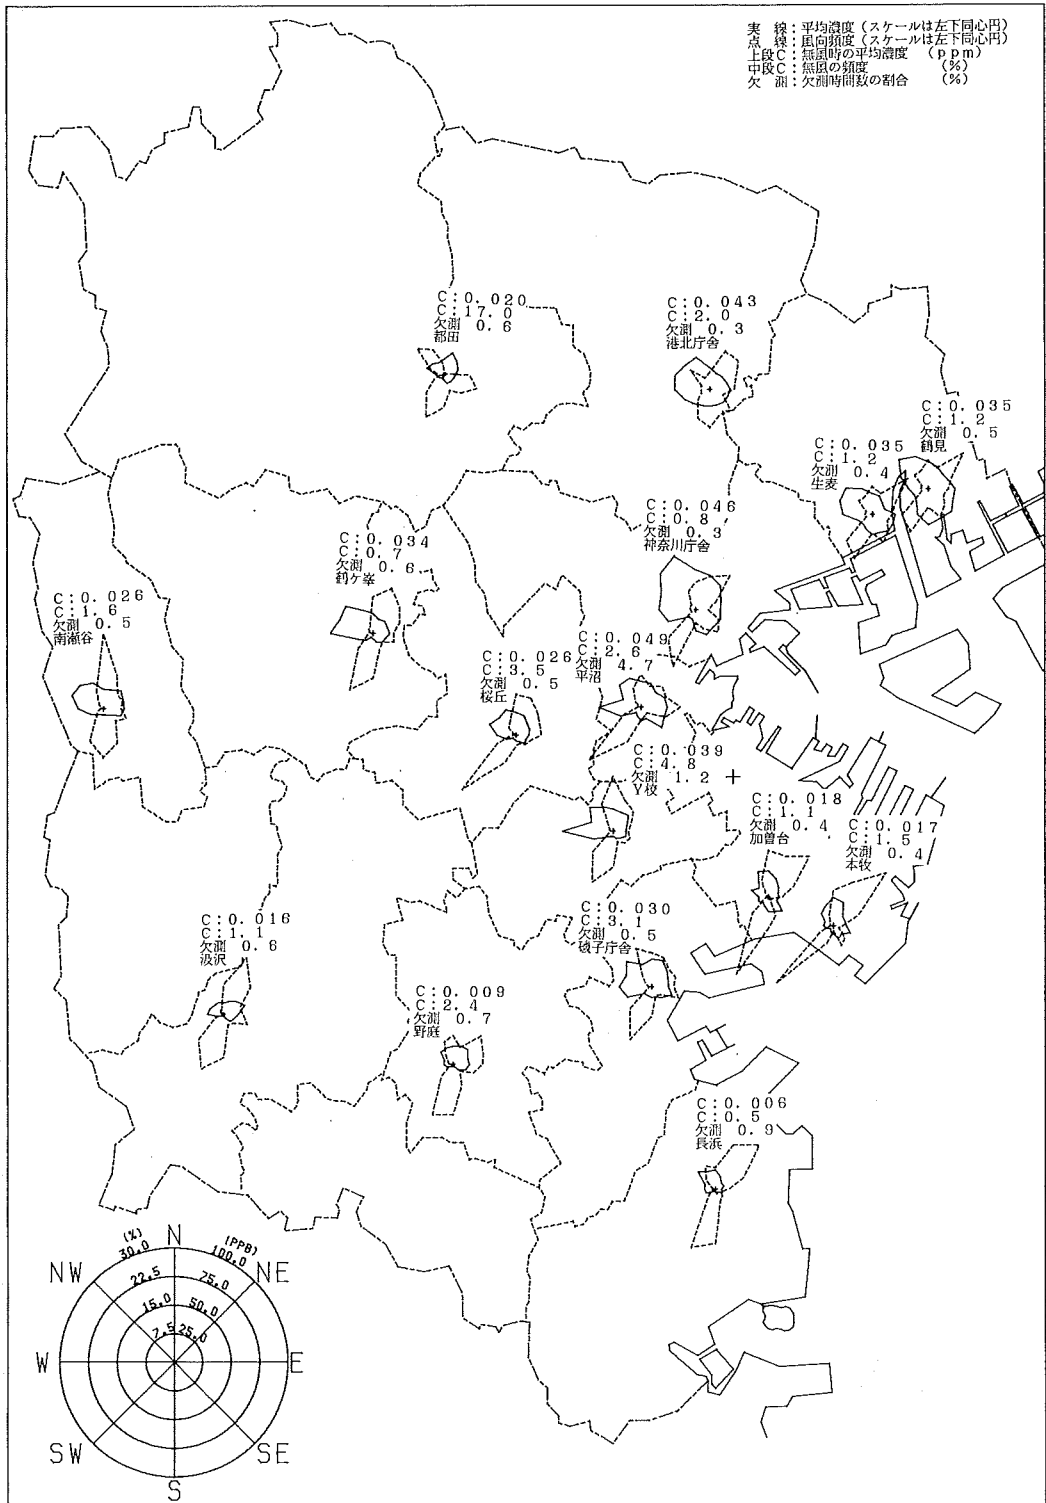 実 線：平均濃度（スケールは左下同心円）
点 線：風向頻度（スケールは左下同心円）
上段C：無風時の平均濃度 （ｐｐｍ）
中段C：無風の頻度 （%）
欠 測：欠測時間数の割合 （%）
C：0.020
C：17.0
欠測 0.6
都田
C：0.043
C：2.0
欠測 0.3
港北庁舎
C：0.035
C：1.2
欠測 0.5
鶴見
C：0.035
C：1.2
欠測 0.4
生麦
C：0.046
C：0.8
欠測 0.3
神奈川庁舎
C：0.034
C：0.7
欠測 0.6
鶴ケ峯
C：0.026
C：1.6
欠測 0.5
南瀬谷
C：0.049
C：2.6
欠測 4.7
平沼
C：0.026
C：3.5
欠測 0.5
桜丘
C：0.039
C：4.8
欠測 1.2
Y校
C：0.018
C：1.1
欠測 0.4
加曽台
C：0.017
C：1.5
欠測 0.4
本牧
C：0.016
C：1.1
欠測 0.6
汲沢
C：0.030
C：3.1
欠測 0.5
磯子庁舎
C：0.009
C：2.4
欠測 0.7
野庭
C：0.006
C：0.5
欠測 0.9
長浜
(%) N (PPB)
30.0 100.0
NW NE
22.5 75.0
15.0 50.0
7.5 25.0
W E
SW SE
S